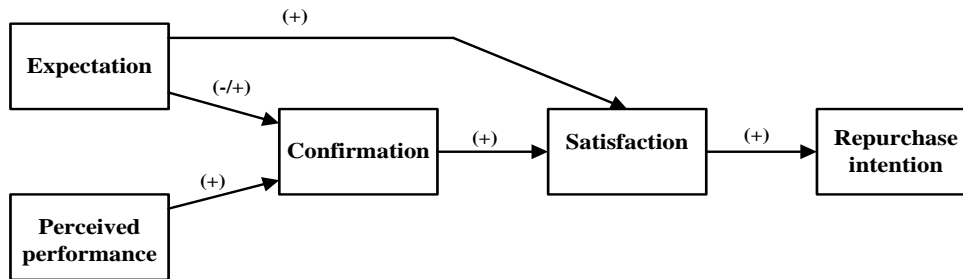 (+)
Expectation
(-/+)
Confirmation
(+)
Satisfaction
(+)
Repurchase
intention
(+)
Perceived
performance